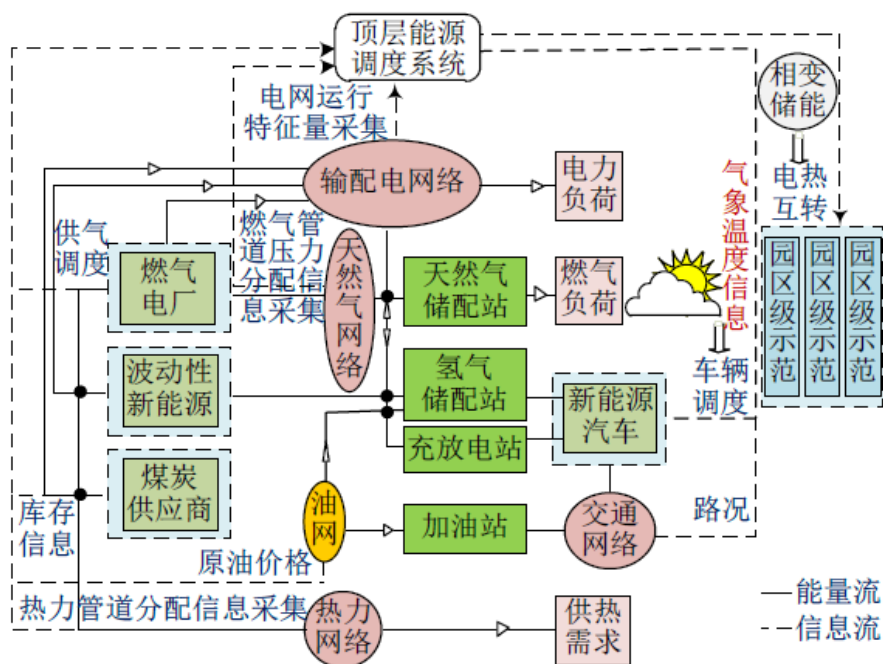 顶层能源
调度系统
相变
储能
电网运行
特征量采集
输配电网络
电力
负荷
电热
互转
气象温度信息
供气
调度
燃气管
道压力
分配信
息采集
燃气
电厂
天然气网络
天然气
储配站
燃气
负荷
园区级示范
园区级示范
园区级示范
波动性
新能源
氢气
储配站
新能源
汽车
车辆
调度
充放电站
煤炭
供应商
库存
信息
油网
加油站
交通
网络
路况
原油价格
热力管道分配信息采集
热力
网络
供热
需求
能量流
信息流